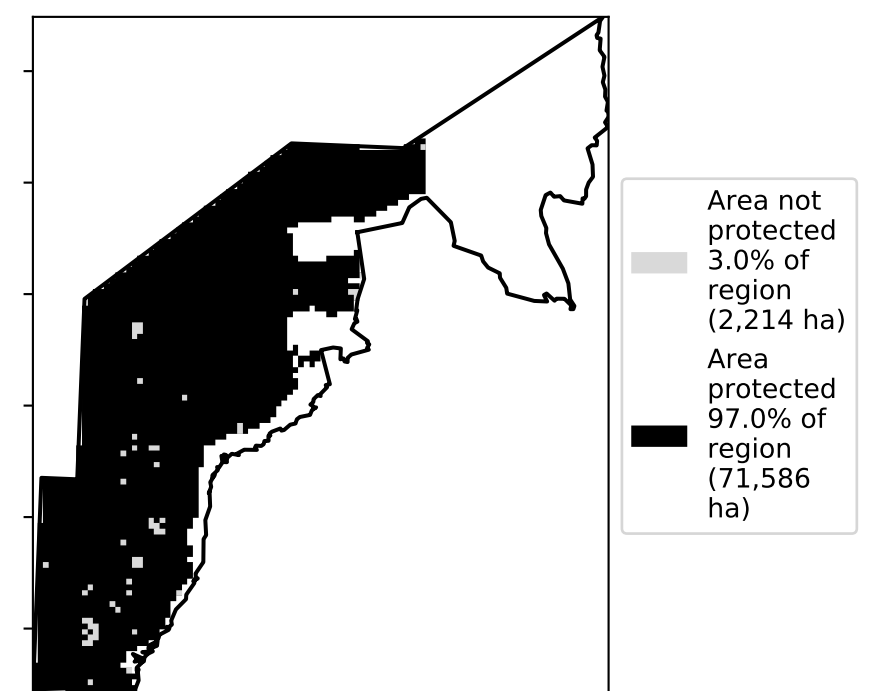 Area not
protected
3.0% of
region
(2,214 ha)
Area
protected
97.0% of
region
(71,586
ha)